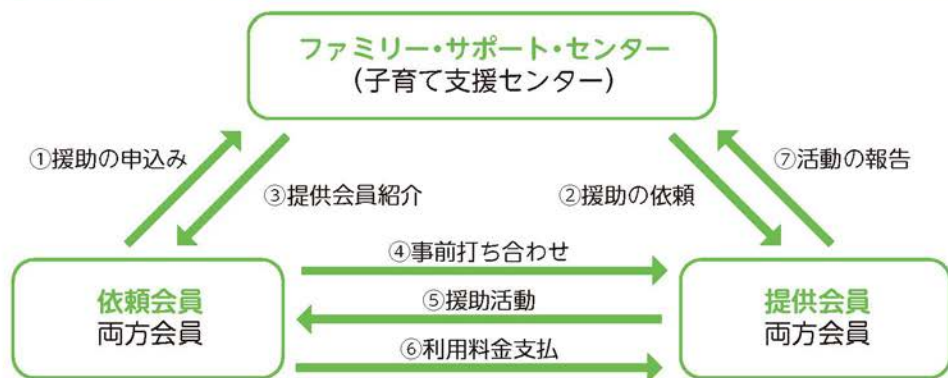 ファミリー・サポート・センター
(子育て支援センター)
①援助の申込み
⑦活動の報告
③提供会員紹介
②援助の依頼
④事前打ち合わせ
依頼会員
両方会員
⑤援助活動
提供会員
両方会員
⑥利用料金支払